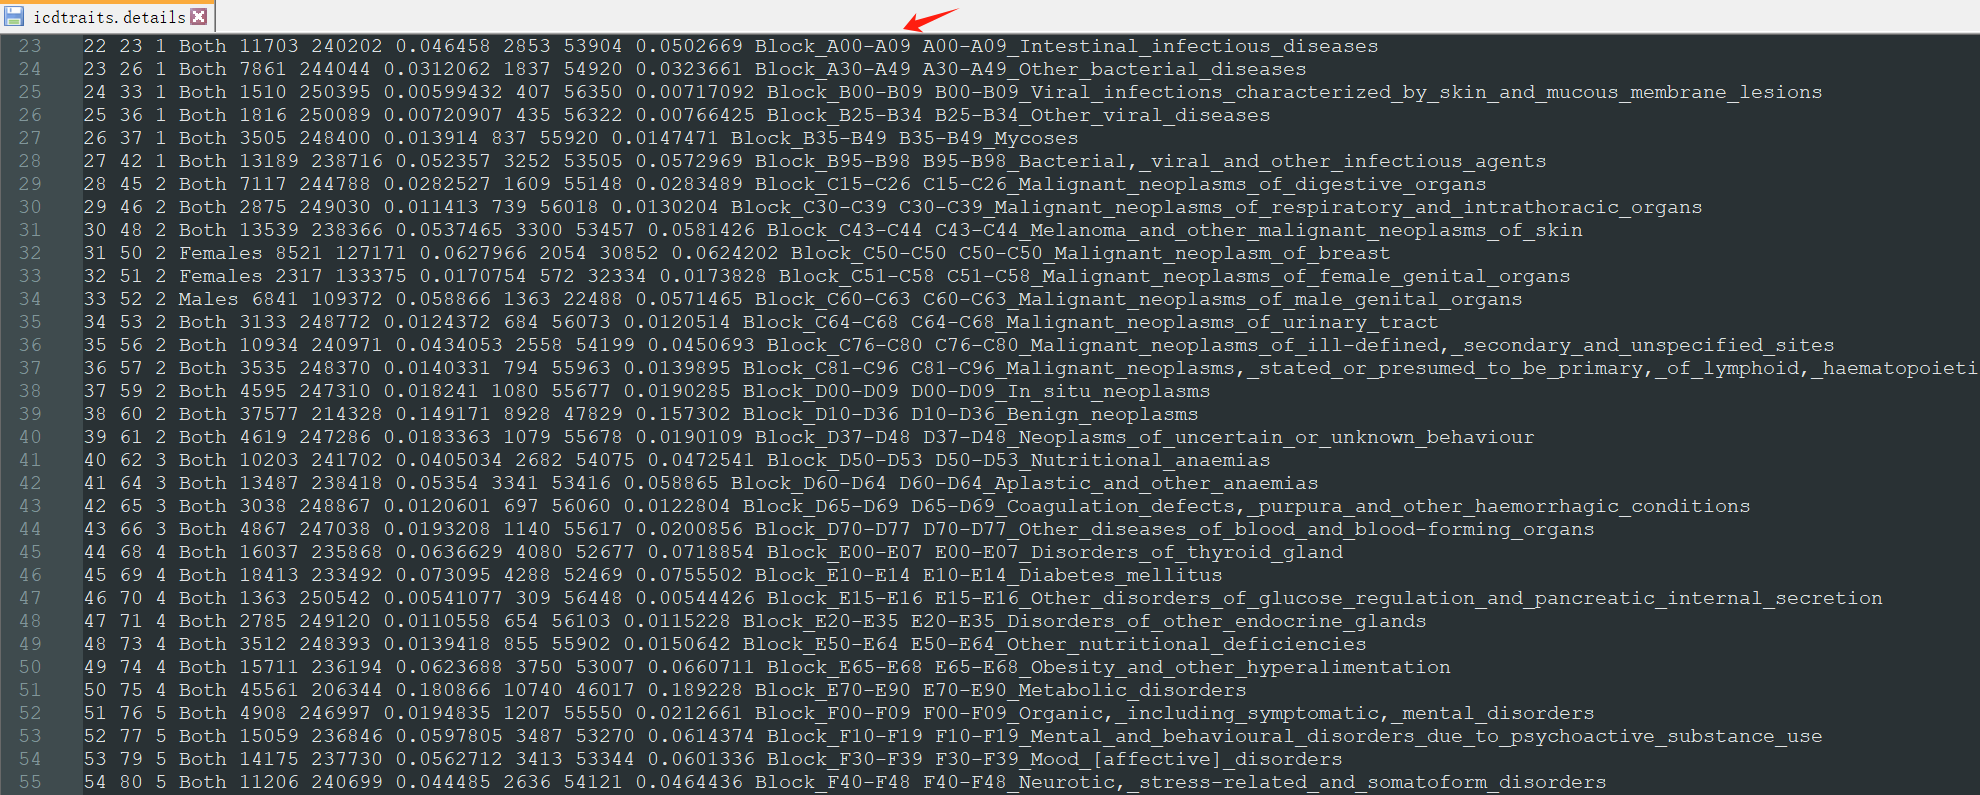 icdtraits.details
23 22 23 1 Both 11703 240202 0.046458 2853 53904 0.0502669 Block_A00-A09 A00-A09_Intestinal_infectious_diseases
24 23 26 1 Both 7861 244044 0.0312062 1837 54920 0.0323661 Block_A30-A49 A30-A49_Other_bacterial_diseases
25 24 33 1 Both 1510 250395 0.00599432 407 56350 0.00717092 Block_B00-B09 B00-B09_Viral_infections_characterized_by_skin_and_mucous_membrane_lesions
26 25 36 1 Both 1816 250089 0.00720907 435 56322 0.00766425 Block_B25-B34 B25-B34_Other_viral_diseases
27 26 37 1 Both 3505 248400 0.013914 837 55920 0.0147471 Block_B35-B49 B35-B49_Mycoses
28 27 42 1 Both 13189 238716 0.052357 3252 53505 0.0572969 Block_B95-B98 B95-B98_Bacterial,_viral_and_other_infectious_agents
29 28 45 2 Both 7117 244788 0.0282527 1609 55148 0.0283489 Block_C15-C26 C15-C26_Malignant_neoplasms_of_digestive_organs
30 29 46 2 Both 2875 249030 0.011413 739 56018 0.0130204 Block_C30-C39 C30-C39_Malignant_neoplasms_of_respiratory_and_intrathoracic_organs
31 30 48 2 Both 13539 238366 0.0537465 3300 53457 0.0581426 Block_C43-C44 C43-C44_Melanoma_and_other_malignant_neoplasms_of_skin
32 31 50 2 Females 8521 127171 0.0627966 2054 30852 0.0624202 Block_C50-C50 C50-C50_Malignant_neoplasm_of_breast
33 32 51 2 Females 2317 133375 0.0170754 572 32334 0.0173828 Block_C51-C58 C51-C58_Malignant_neoplasms_of_female_genital_organs
34 33 52 2 Males 6841 109372 0.058866 1363 22488 0.0571465 Block_C60-C63 C60-C63_Malignant_neoplasms_of_male_genital_organs
35 34 53 2 Both 3133 248772 0.0124372 684 56073 0.0120514 Block_C64-C68 C64-C68_Malignant_neoplasms_of_urinary_tract
36 35 56 2 Both 10934 240971 0.0434053 2558 54199 0.0450693 Block_C76-C80 C76-C80_Malignant_neoplasms_of_ill-defined,_secondary_and_unspecified_sites
37 36 57 2 Both 3535 248370 0.0140331 794 55963 0.0139895 Block_C81-C96 C81-C96_Malignant_neoplasms,_stated_or_presumed_to_be_primary,_of_lymphoid,_haematopoieti
38 37 59 2 Both 4595 247310 0.018241 1080 55677 0.0190285 Block_D00-D09 D00-D09_In_situ_neoplasms
39 38 60 2 Both 37577 214328 0.149171 8928 47829 0.157302 Block_D10-D36 D10-D36_Benign_neoplasms
40 39 61 2 Both 4619 247286 0.0183363 1079 55678 0.0190109 Block_D37-D48 D37-D48_Neoplasms_of_uncertain_or_unknown_behaviour
41 40 62 3 Both 10203 241702 0.0405034 2682 54075 0.0472541 Block_D50-D53 D50-D53_Nutritional_anaemias
42 41 64 3 Both 13487 238418 0.05354 3341 53416 0.058865 Block_D60-D64 D60-D64_Aplastic_and_other_anaemias
43 42 65 3 Both 3038 248867 0.0120601 697 56060 0.0122804 Block_D65-D69 D65-D69_Coagulation_defects,_purpura_and_other_haemorrhagic_conditions
44 43 66 3 Both 4867 247038 0.0193208 1140 55617 0.0200856 Block_D70-D77 D70-D77_Other_diseases_of_blood_and_blood-forming_organs
45 44 68 4 Both 16037 235868 0.0636629 4080 52677 0.0718854 Block_E00-E07 E00-E07_Disorders_of_thyroid_gland
46 45 69 4 Both 18413 233492 0.073095 4288 52469 0.0755502 Block_E10-E14 E10-E14_Diabetes_mellitus
47 46 70 4 Both 1363 250542 0.00541077 309 56448 0.00544426 Block_E15-E16 E15-E16_Other_disorders_of_glucose_regulation_and_pancreatic_internal_secretion
48 47 71 4 Both 2785 249120 0.0110558 654 56103 0.0115228 Block_E20-E35 E20-E35_Disorders_of_other_endocrine_glands
49 48 73 4 Both 3512 248393 0.0139418 855 55902 0.0150642 Block_E50-E64 E50-E64_Other_nutritional_deficiencies
50 49 74 4 Both 15711 236194 0.0623688 3750 53007 0.0660711 Block_E65-E68 E65-E68_Obesity_and_other_hyperalimentation
51 50 75 4 Both 45561 206344 0.180866 10740 46017 0.189228 Block_E70-E90 E70-E90_Metabolic_disorders
52 51 76 5 Both 4908 246997 0.0194835 1207 55550 0.0212661 Block_F00-F09 F00-F09_Organic,_including_symptomatic,_mental_disorders
53 52 77 5 Both 15059 236846 0.0597805 3487 53270 0.0614374 Block_F10-F19 F10-F19_Mental_and_behavioural_disorders_due_to_psychoactive_substance_use
54 53 79 5 Both 14175 237730 0.0562712 3413 53344 0.0601336 Block_F30-F39 F30-F39_Mood_[affective]_disorders
55 54 80 5 Both 11206 240699 0.044485 2636 54121 0.0464436 Block_F40-F48 F40-F48_Neurotic,_stress-related_and_somatoform_disorders